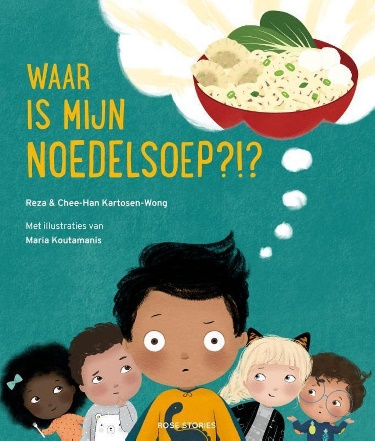 WAAR
IS MIJN
NOEDELSOEP?!?
Reza & Chee-Han Kartosen-Wong
Met illustraties van
Maria Koutamanis
ROSE STORIES